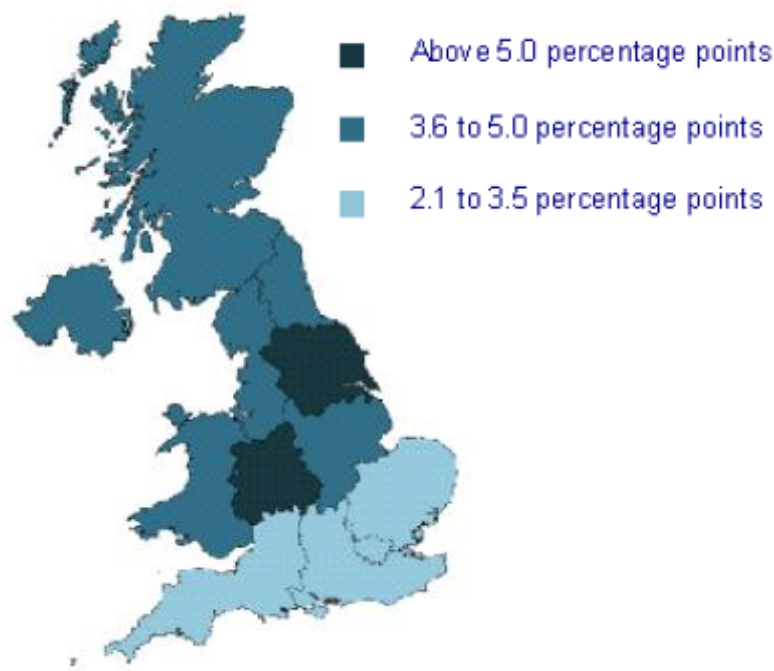 Above 5.0 percentage points
3.6 to 5.0 percentage points
2.1 to 3.5 percentage points